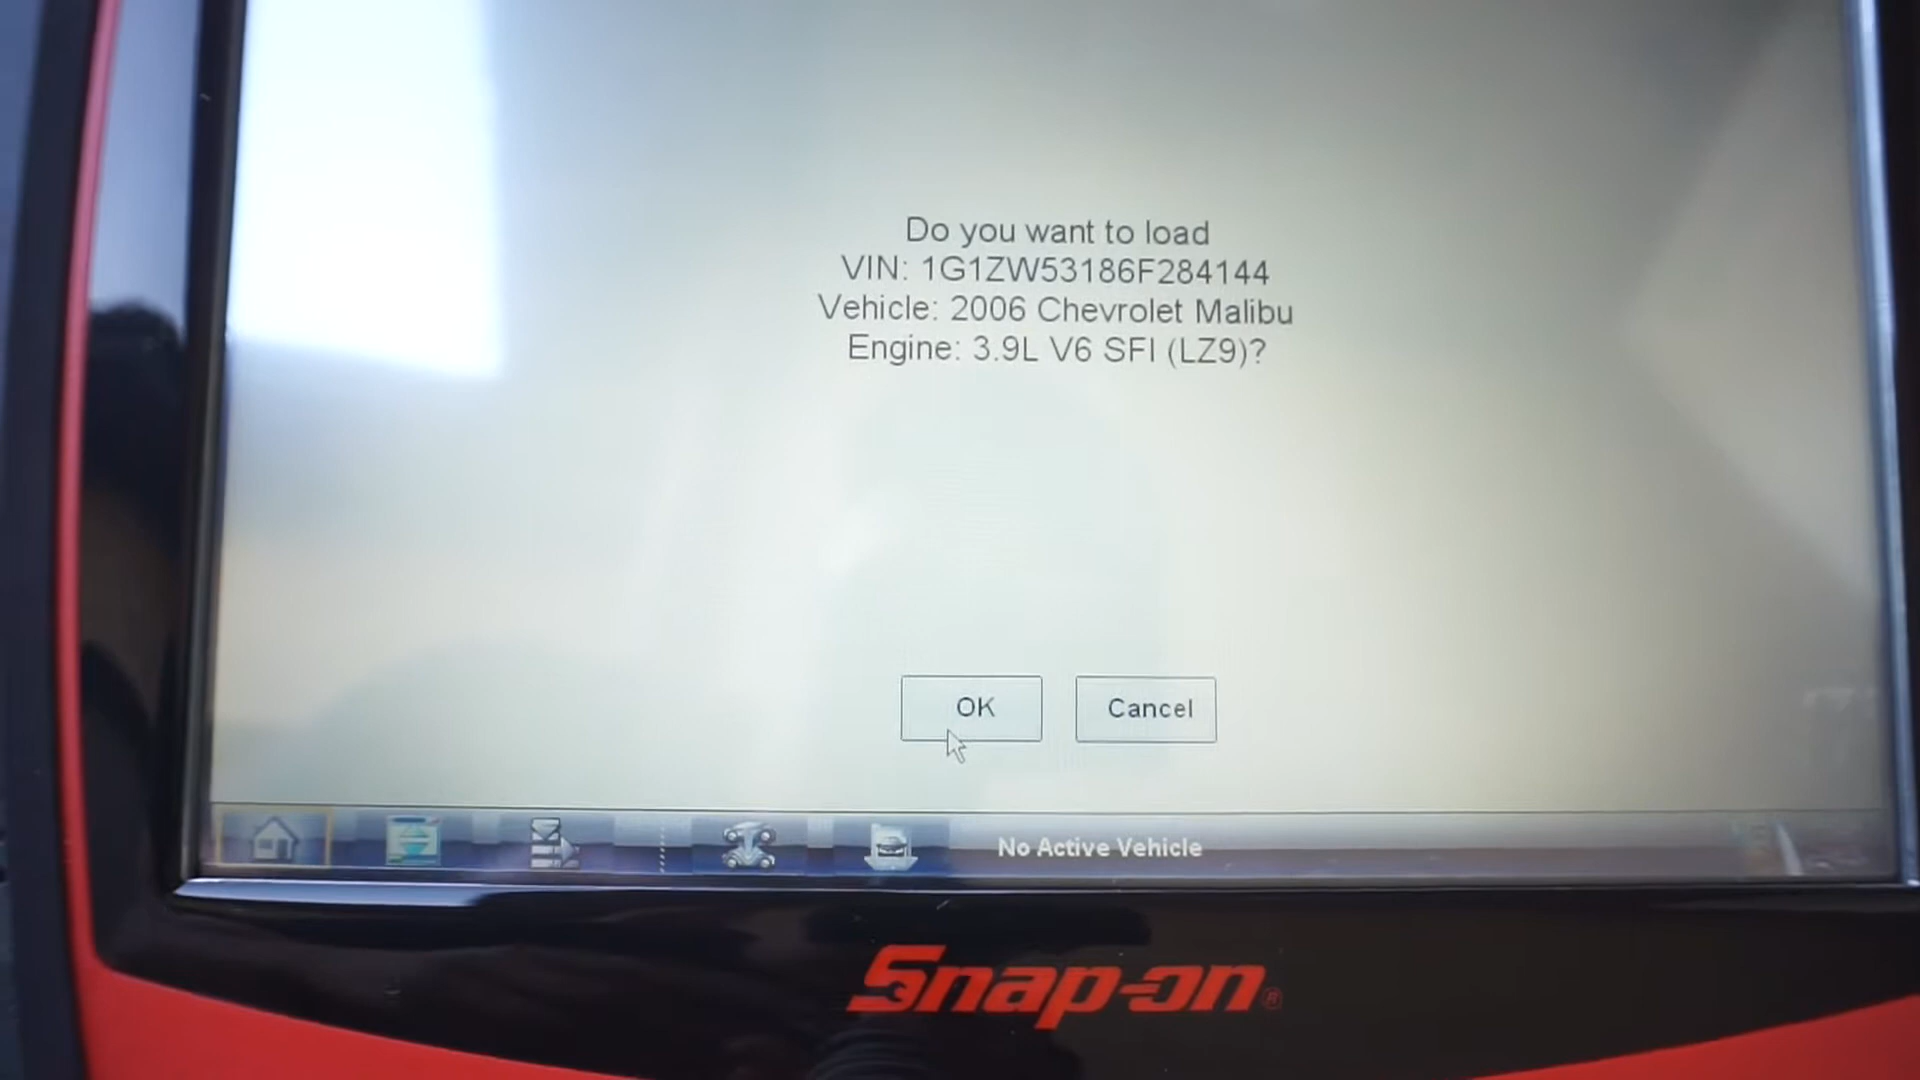 Do you want to load
VIN: 1G1ZW53186F284144
Vehicle: 2006 Chevrolet Malibu
Engine: 3.9L V6 SFI (LZ9)?
OK
Cancel
No Active Vehicle
Snap-on®